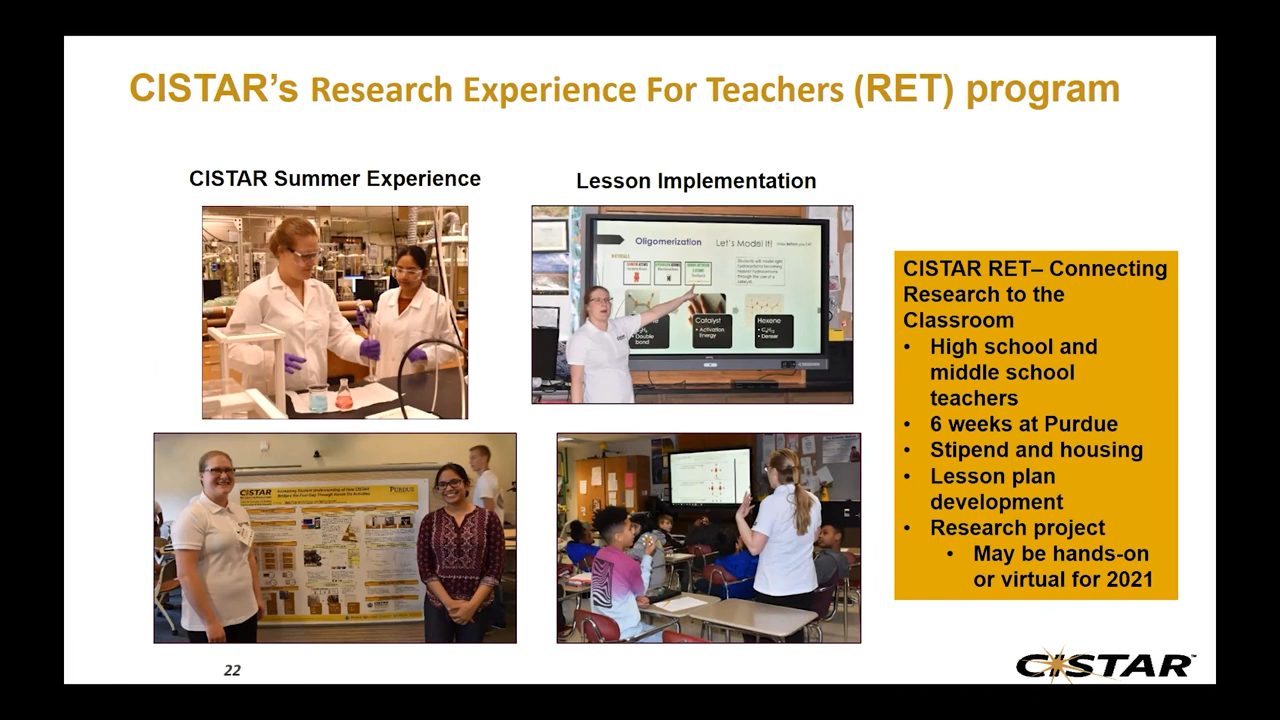 CISTAR’s Research Experience For Teachers (RET) program
CISTAR Summer Experience
Lesson Implementation
Oligomerization
Let’s Model It!
Catalyst
• Activation
Energy
Hexene
• Denser
Double
bond
CISTAR
PURDUE
CISTAR RET– Connecting
Research to the
Classroom
• High school and
middle school
teachers
• 6 weeks at Purdue
• Stipend and housing
• Lesson plan
development
• Research project
• May be hands-on
or virtual for 2021
22
CISTAR™